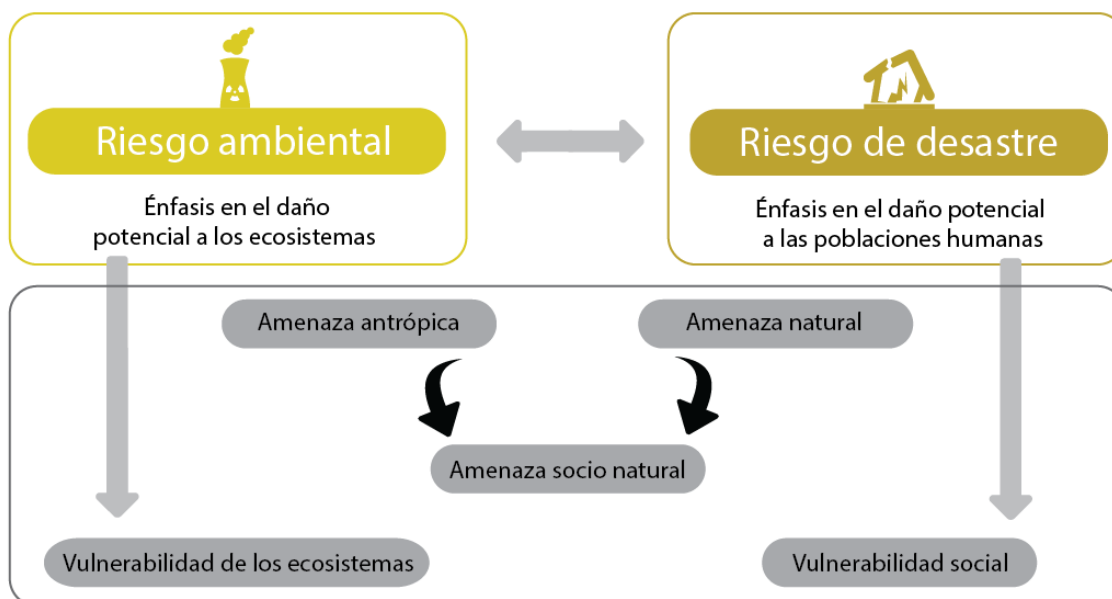 Riesgo ambiental
Énfasis en el daño
potencial a los ecosistemas
Riesgo de desastre
Énfasis en el daño potencial
a las poblaciones humanas
Amenaza antrópica
Amenaza natural
Amenaza socio natural
Vulnerabilidad de los ecosistemas
Vulnerabilidad social